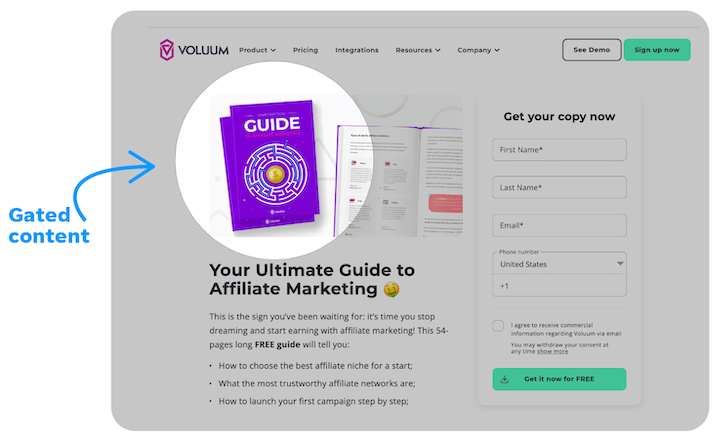 VOLUUM
Product
Pricing
Integrations
Resources
Company
See Demo
Sign up now
Gated
content
GUIDE
VOLUUM
Your Ultimate Guide to
Affiliate Marketing 🤑
This is the sign you've been waiting for: it's time you stop
dreaming and start earning with affiliate marketing! This 54-
pages long FREE guide will tell you:
• How to choose the best affiliate niche for a start;
• What the most trustworthy affiliate networks are;
• How to launch your first campaign step by step;
Get your copy now
First Name*
Last Name*
Email*
Phone number
United States
+1
I agree to receive commercial
information regarding Voluum via email
You may withdraw your consent at
any time show more
Get it now for FREE